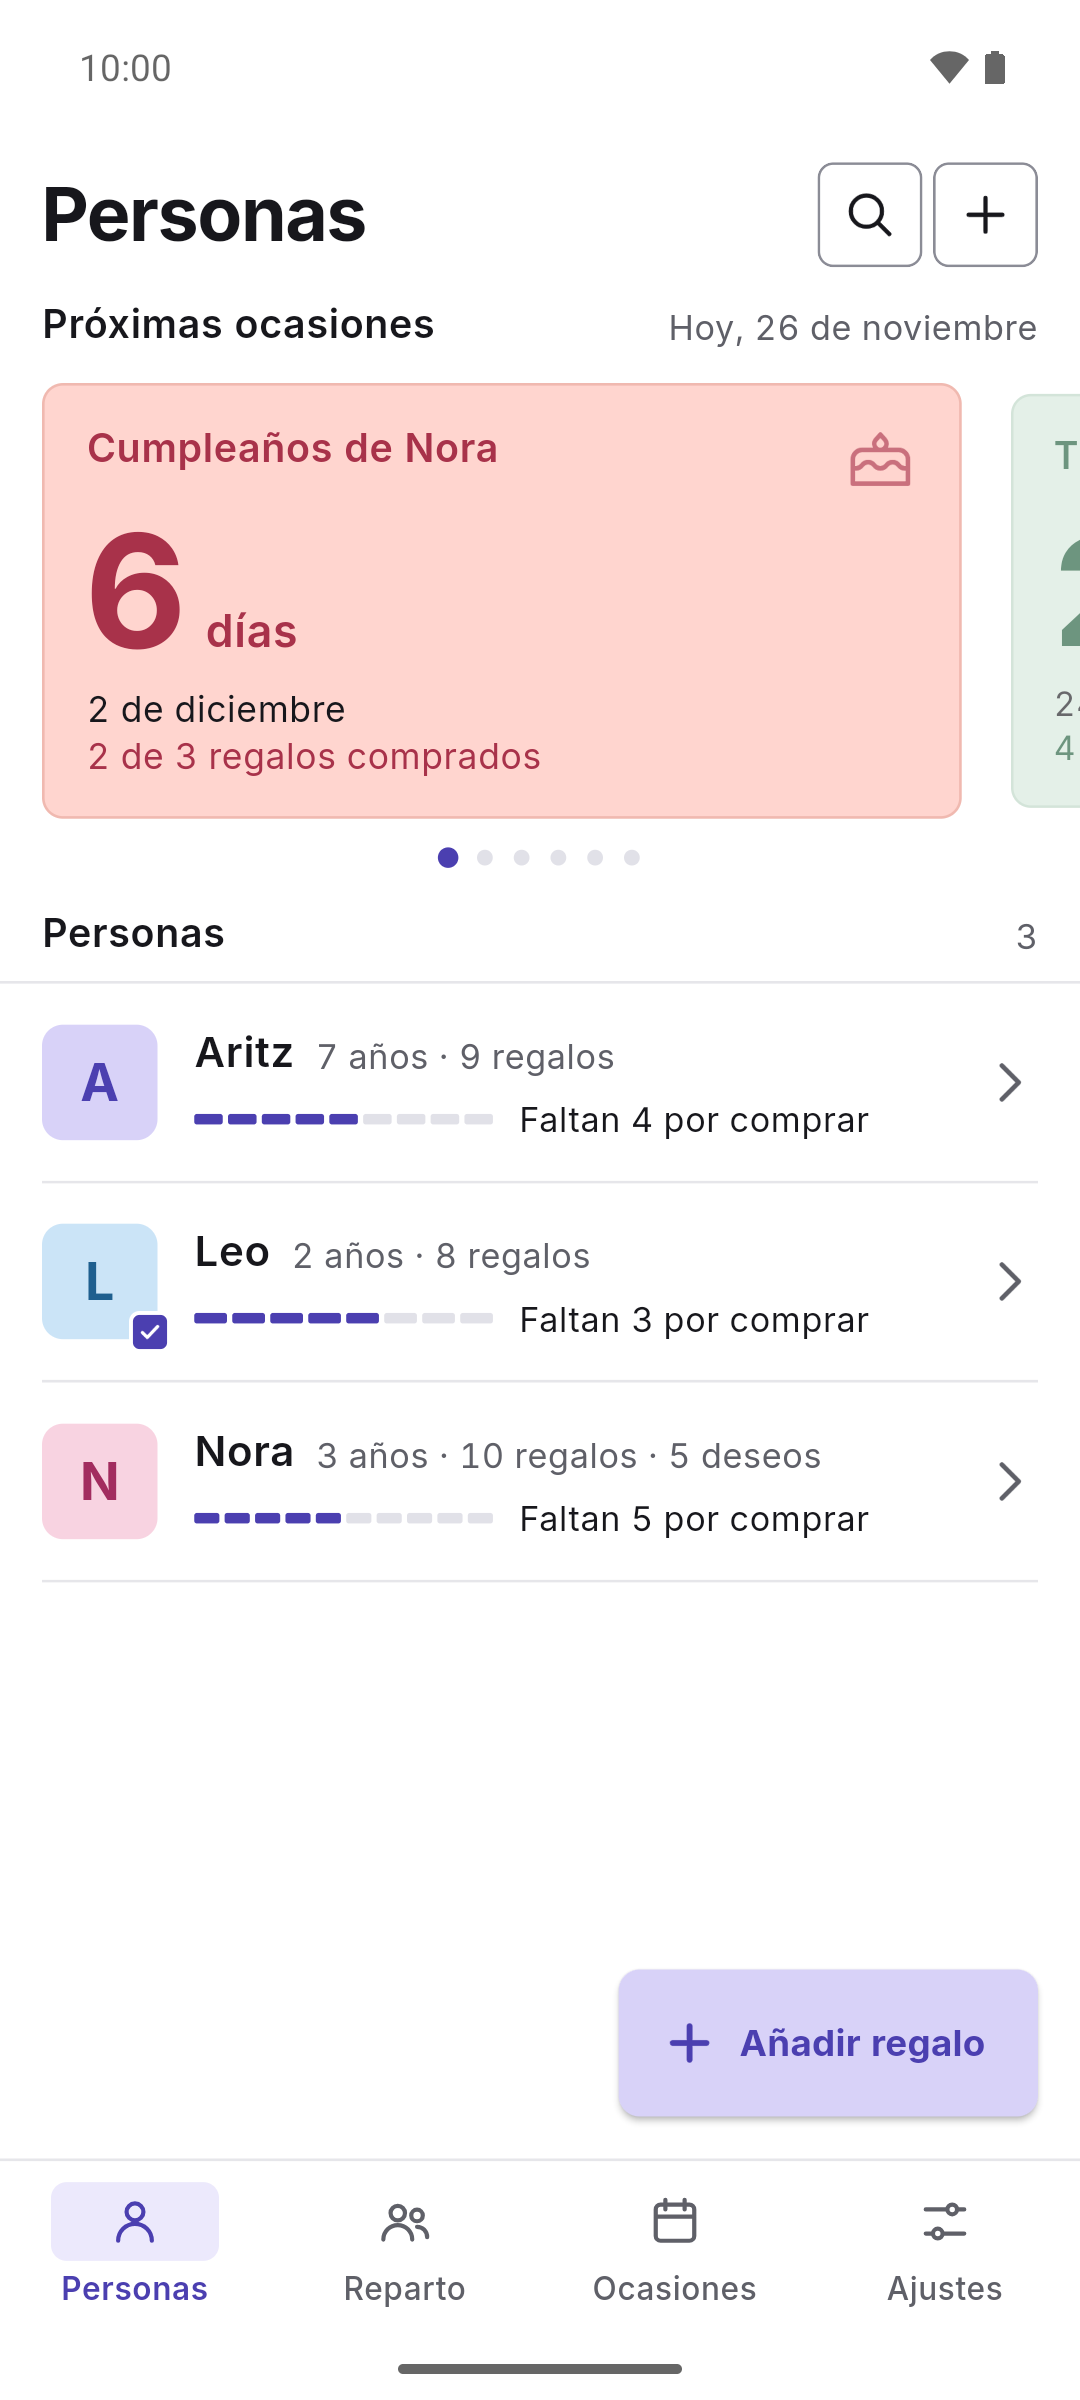 10:00
Personas
Próximas ocasiones
Hoy, 26 de noviembre
Cumpleaños de Nora
6 días
2 de diciembre
2 de 3 regalos comprados
T
2
4
Personas
3
A
Aritz 7 años · 9 regalos
Faltan 4 por comprar
L
Leo 2 años · 8 regalos
Faltan 3 por comprar
N
Nora 3 años · 10 regalos · 5 deseos
Faltan 5 por comprar
Añadir regalo
Personas
Reparto
Ocasiones
Ajustes